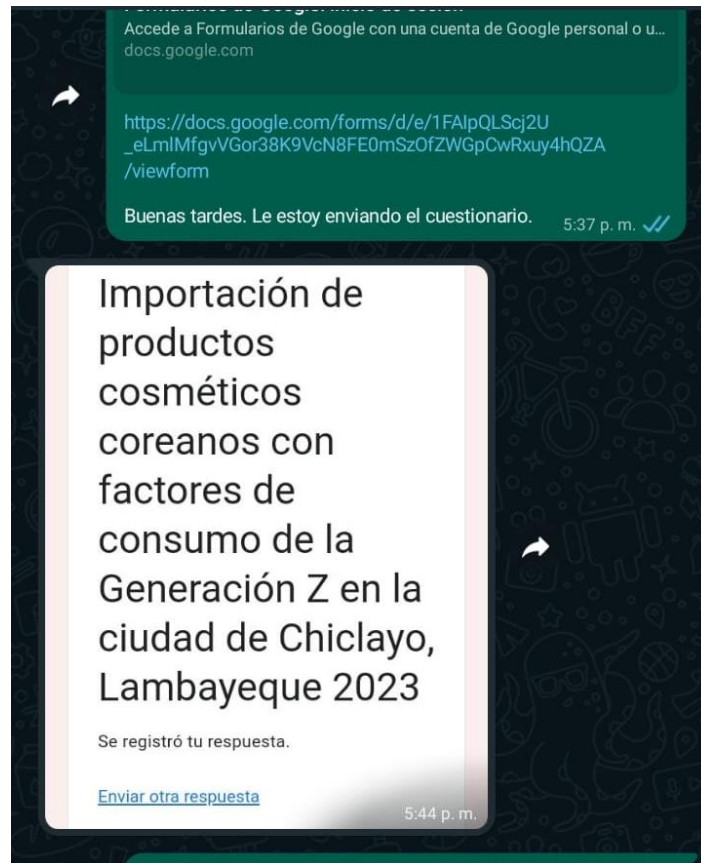 Accede a Formularios de Google con una cuenta de Google personal o u...
docs.google.com
https://docs.google.com/forms/d/e/1FAIpQLScj2U
_eLmlMfgvVGor38K9VcN8FE0mSzOfZWGpCwRxuy4hQZA
/viewform
Buenas tardes. Le estoy enviando el cuestionario. 5:37 p. m.
Importación de
productos
cosméticos
coreanos con
factores de
consumo de la
Generación Z en la
ciudad de Chiclayo,
Lambayeque 2023
Se registró tu respuesta.
Enviar otra respuesta
5:44 p. m.